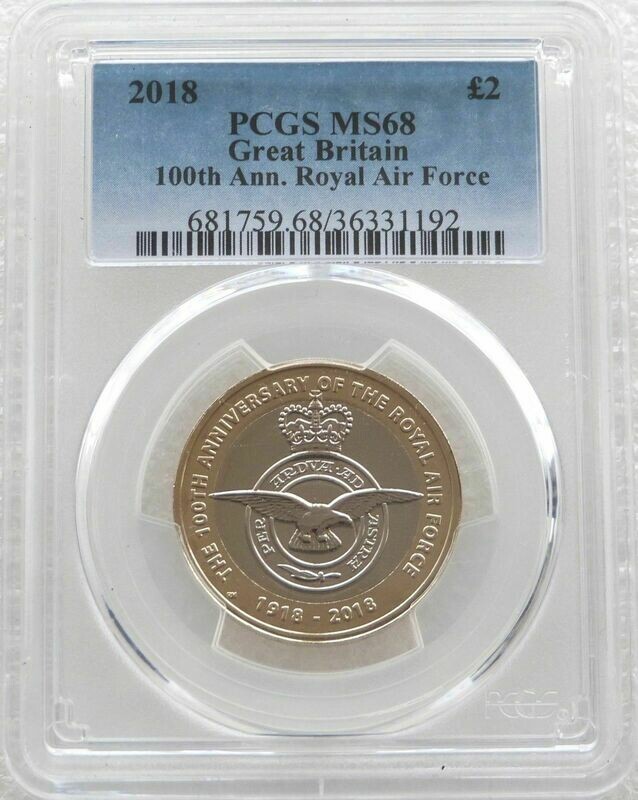 2018 £2
PCGS MS68
Great Britain
100th Ann. Royal Air Force
681759.68/36331192
THE 100TH ANNIVERSARY OF THE ROYAL AIR FORCE
PER ARDVA·AD ASTRA
1918 - 2018
PCGS